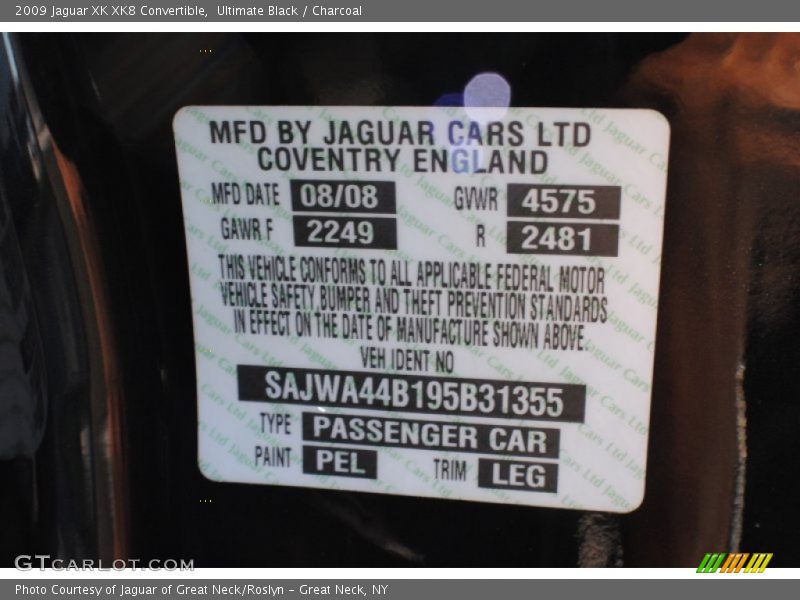 2009 Jaguar XK XK8 Convertible,  Ultimate Black / Charcoal
MFD BY JAGUAR CARS LTD
COVENTRY ENGLAND
MFD DATE 08/08 GVWR 4575
GAWR F 2249 R 2481
THIS VEHICLE CONFORMS TO ALL APPLICABLE FEDERAL MOTOR
VEHICLE SAFETY, BUMPER AND THEFT PREVENTION STANDARDS
IN EFFECT ON THE DATE OF MANUFACTURE SHOWN ABOVE.
VEH IDENT NO
SAJWA44B195B31355
TYPE PASSENGER CAR
PAINT PEL TRIM LEG
GTCARLOT.COM
Photo Courtesy of Jaguar of Great Neck/Roslyn – Great Neck, NY